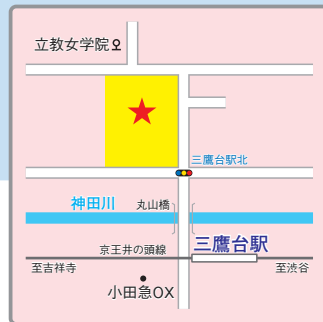 立教女学院
三鷹台駅北
神田川
丸山橋
京王井の頭線
三鷹台駅
至吉祥寺
至渋谷
小田急OX